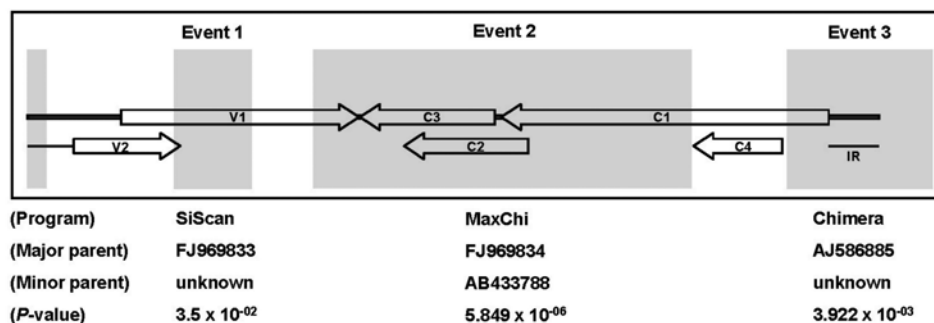 Event 1 Event 2 Event 3
V1 C3 C1
V2 C2 C4 IR
(Program) SiScan MaxChi Chimera
(Major parent) FJ969833 FJ969834 AJ586885
(Minor parent) unknown AB433788 unknown
(P-value) 3.5 x 10⁻⁰² 5.849 x 10⁻⁰⁶ 3.922 x 10⁻⁰³